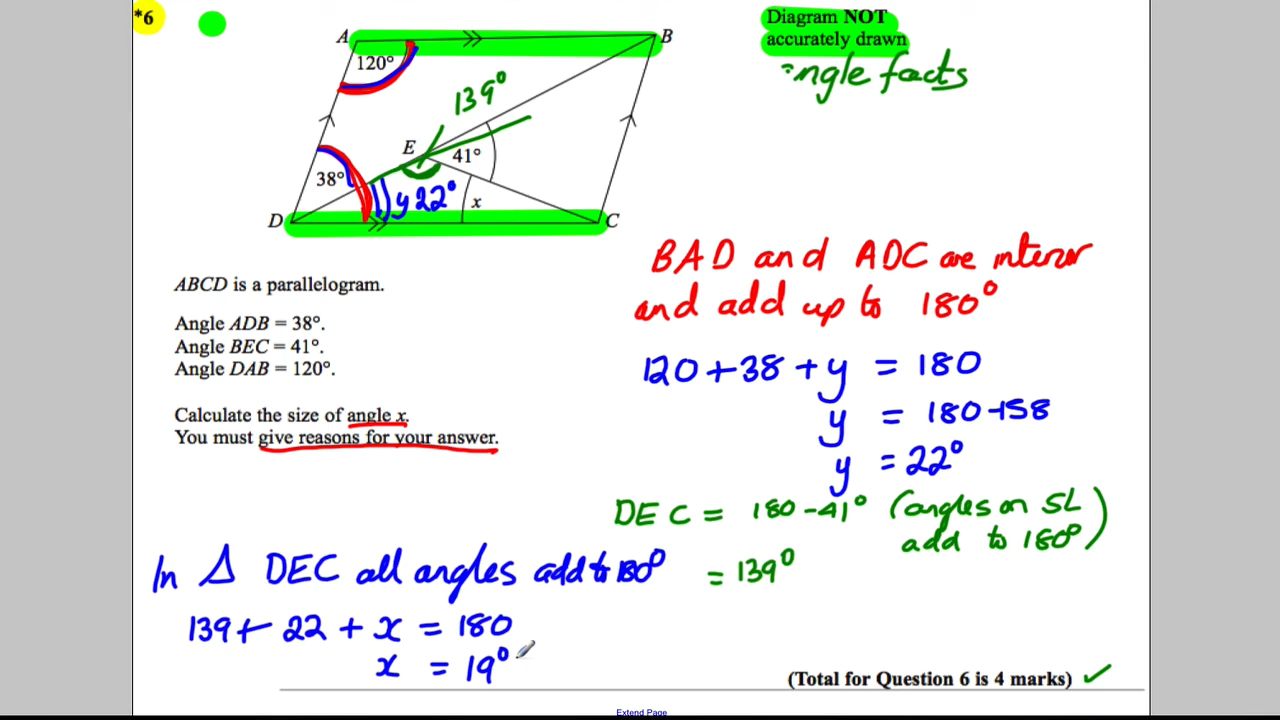 *6
Diagram NOT
accurately drawn
angle facts
A
B
120°
139°
E
41°
38°
y 22°
x
D
C
BAD and ADC are interior
and add up to 180°
ABCD is a parallelogram.
Angle ADB = 38°.
Angle BEC = 41°.
Angle DAB = 120°.
120 + 38 + y = 180
y = 180 - 158
y = 22°
Calculate the size of angle x.
You must give reasons for your answer.
DEC = 180 - 41° (angles on SL
add to 180°)
= 139°
In Δ DEC all angles add to 180°
139 + 22 + x = 180
x = 19°
(Total for Question 6 is 4 marks)
Extend Page